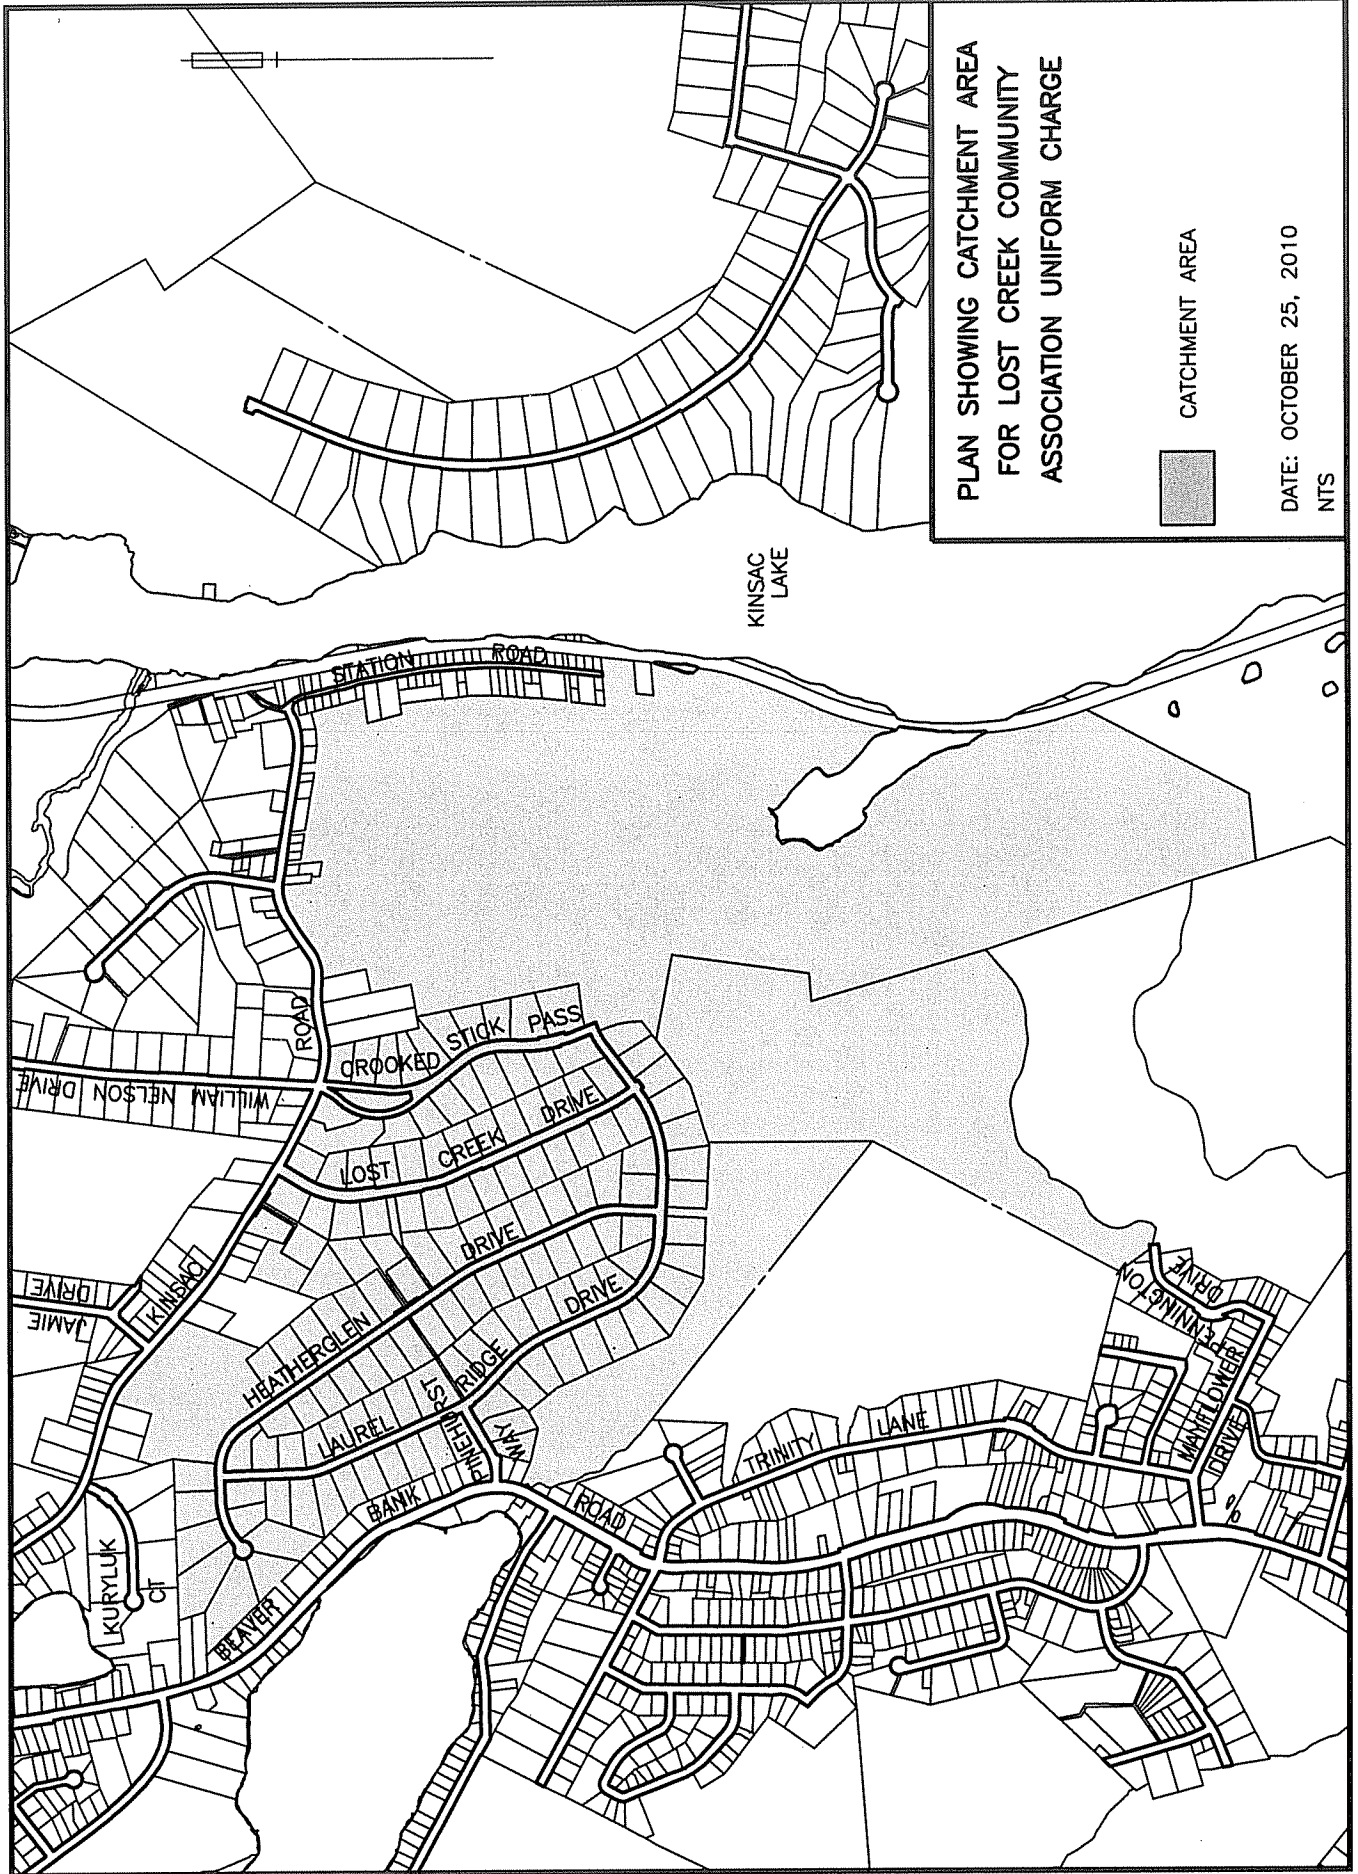 PLAN SHOWING CATCHMENT AREA
FOR LOST CREEK COMMUNITY
ASSOCIATION UNIFORM CHARGE
CATCHMENT AREA
DATE: OCTOBER 25, 2010
NTS
KINSAC
LAKE
STATION ROAD
KINSAC ROAD
WILLIAM NELSON DRIVE
JAMIE
DRIVE
CROOKED STICK PASS
LOST CREEK DRIVE
HEATHERGLEN DRIVE
LAUREL RIDGE DRIVE
PINEHURST
WAY
BEAVER BANK ROAD
KURYLUK
CT
TRINITY LANE
MAYFLOWER
DRIVE
PENNINGTON
DRIVE